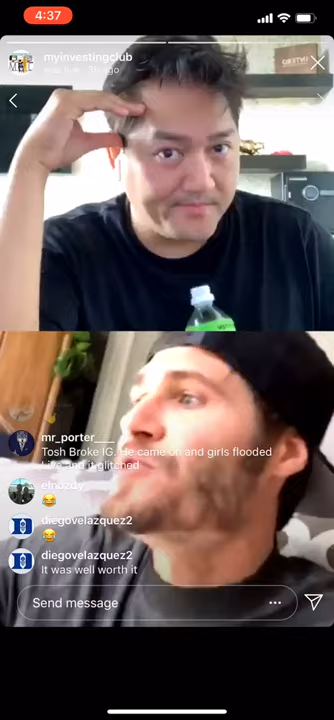 4:37
myinvestingclub
mr_porter___
Tosh Broke IG. He came on and girls flooded
live and it glitched
elnozdy
😂
diegovelazquez2
😂
diegovelazquez2
It was well worth it
Send message